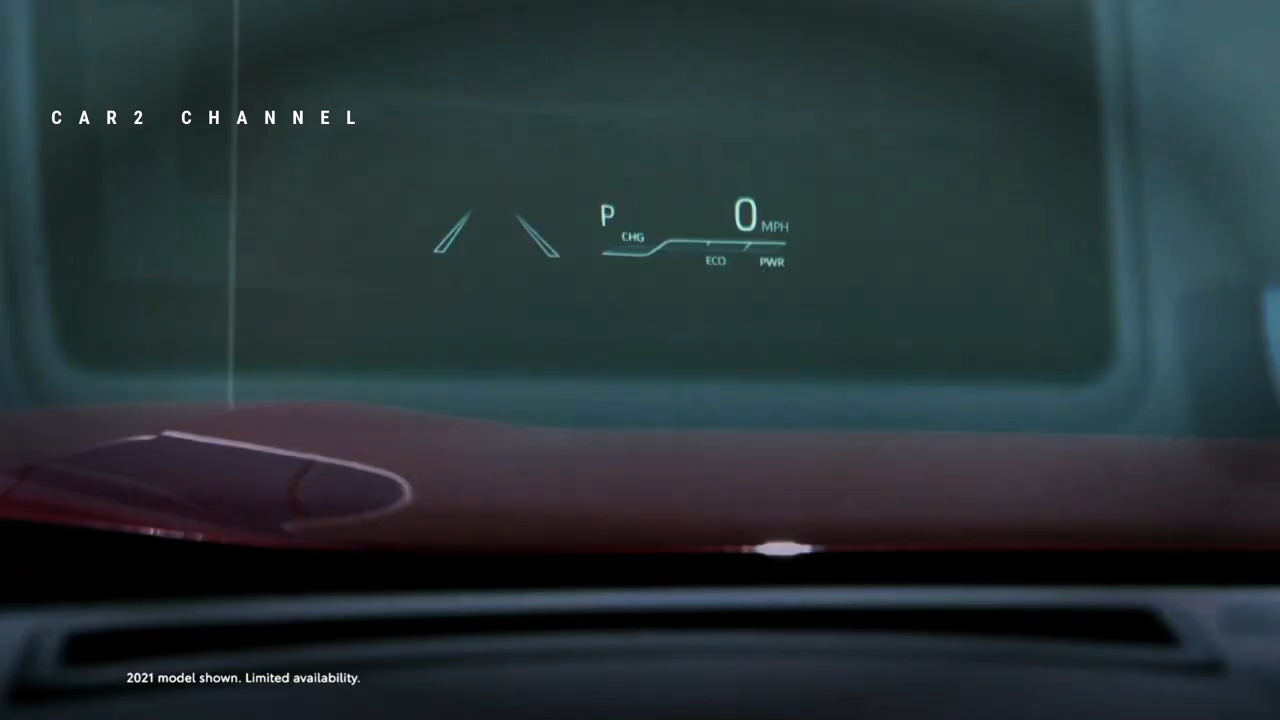 CAR2 CHANNEL
P 0 MPH
CHG
ECO PWR
2021 model shown. Limited availability.